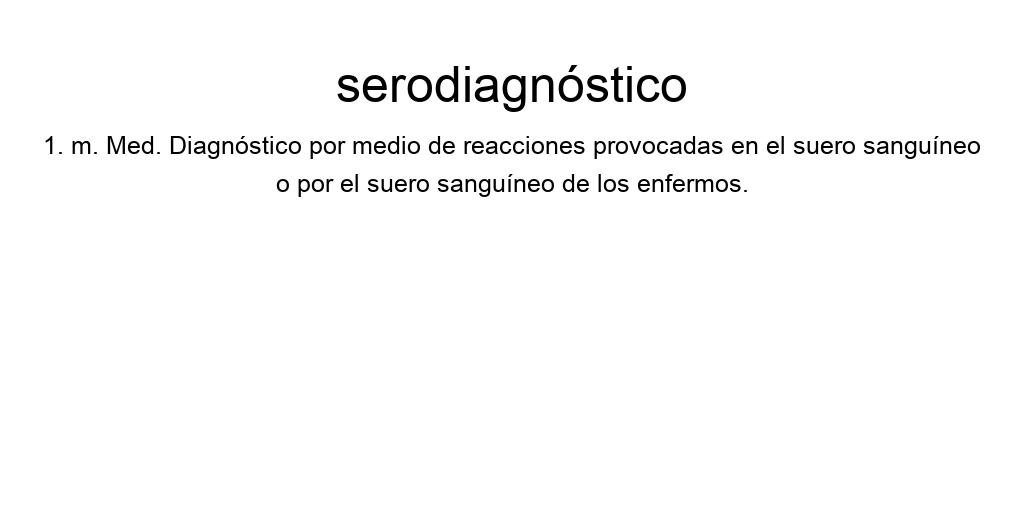 serodiagnóstico
1. m. Med. Diagnóstico por medio de reacciones provocadas en el suero sanguíneo
o por el suero sanguíneo de los enfermos.